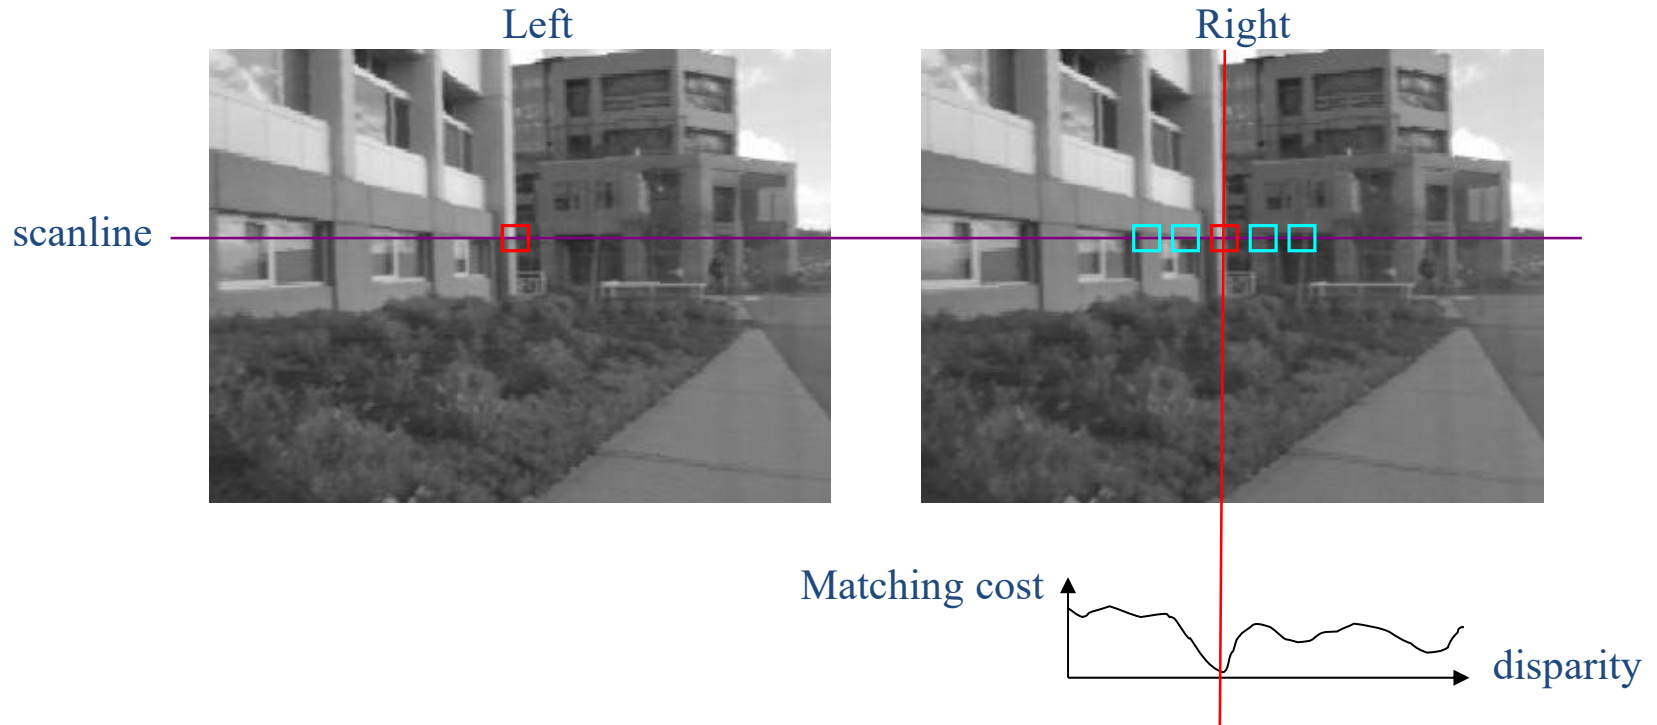 Left
Right
scanline
Matching cost
disparity